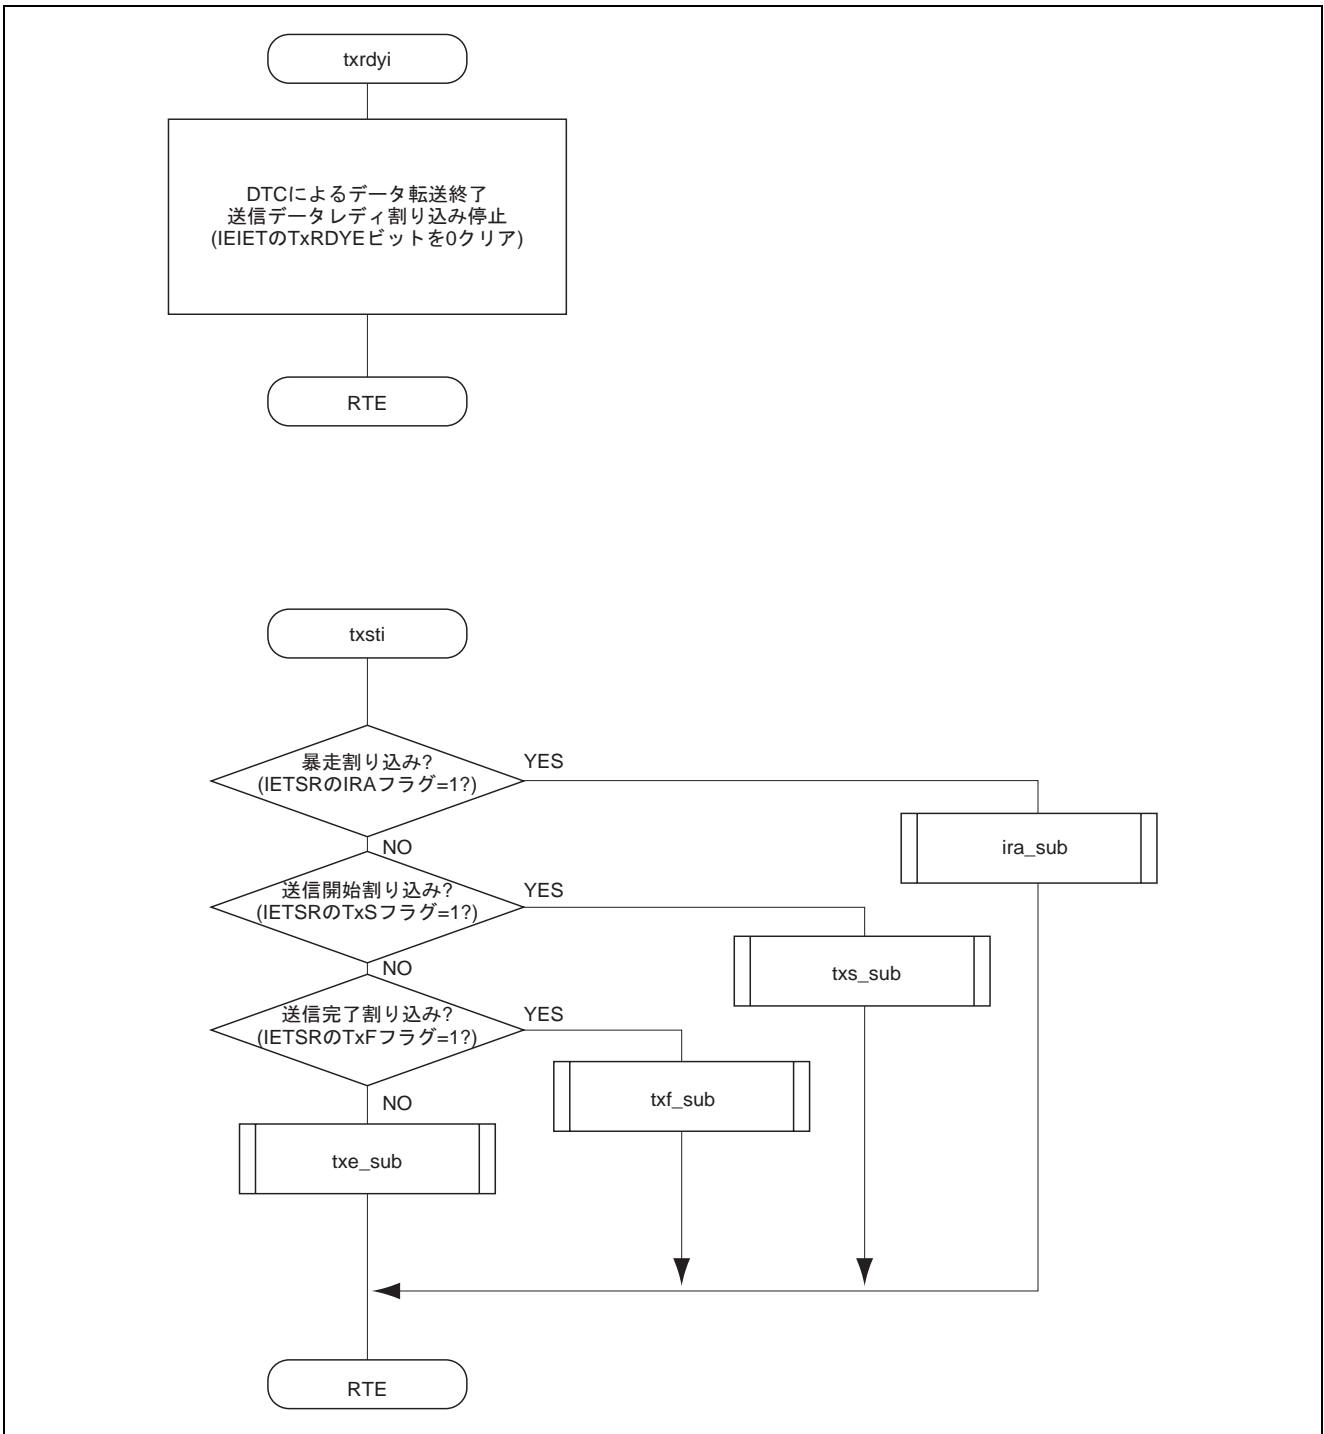 txrdyi
DTCによるデータ転送終了
送信データレディ割り込み停止
(IEIETのTxRDYEビットを0クリア)
RTE
txsti
暴走割り込み?
(IETSRのIRAフラグ=1?)
YES
ira_sub
NO
送信開始割り込み?
(IETSRのTxSフラグ=1?)
YES
txs_sub
NO
送信完了割り込み?
(IETSRのTxFフラグ=1?)
YES
txf_sub
NO
txe_sub
RTE